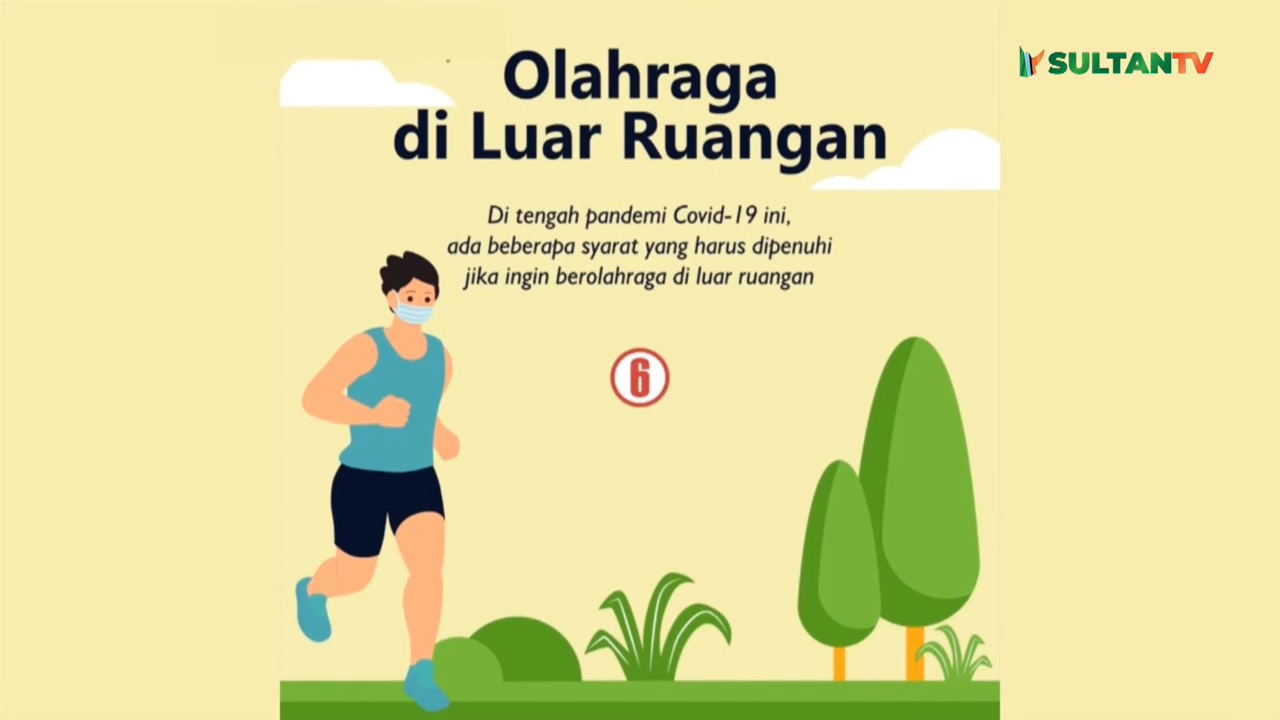 Olahraga
di Luar Ruangan
SULTANTV
Di tengah pandemi Covid-19 ini,
ada beberapa syarat yang harus dipenuhi
jika ingin berolahraga di luar ruangan
6